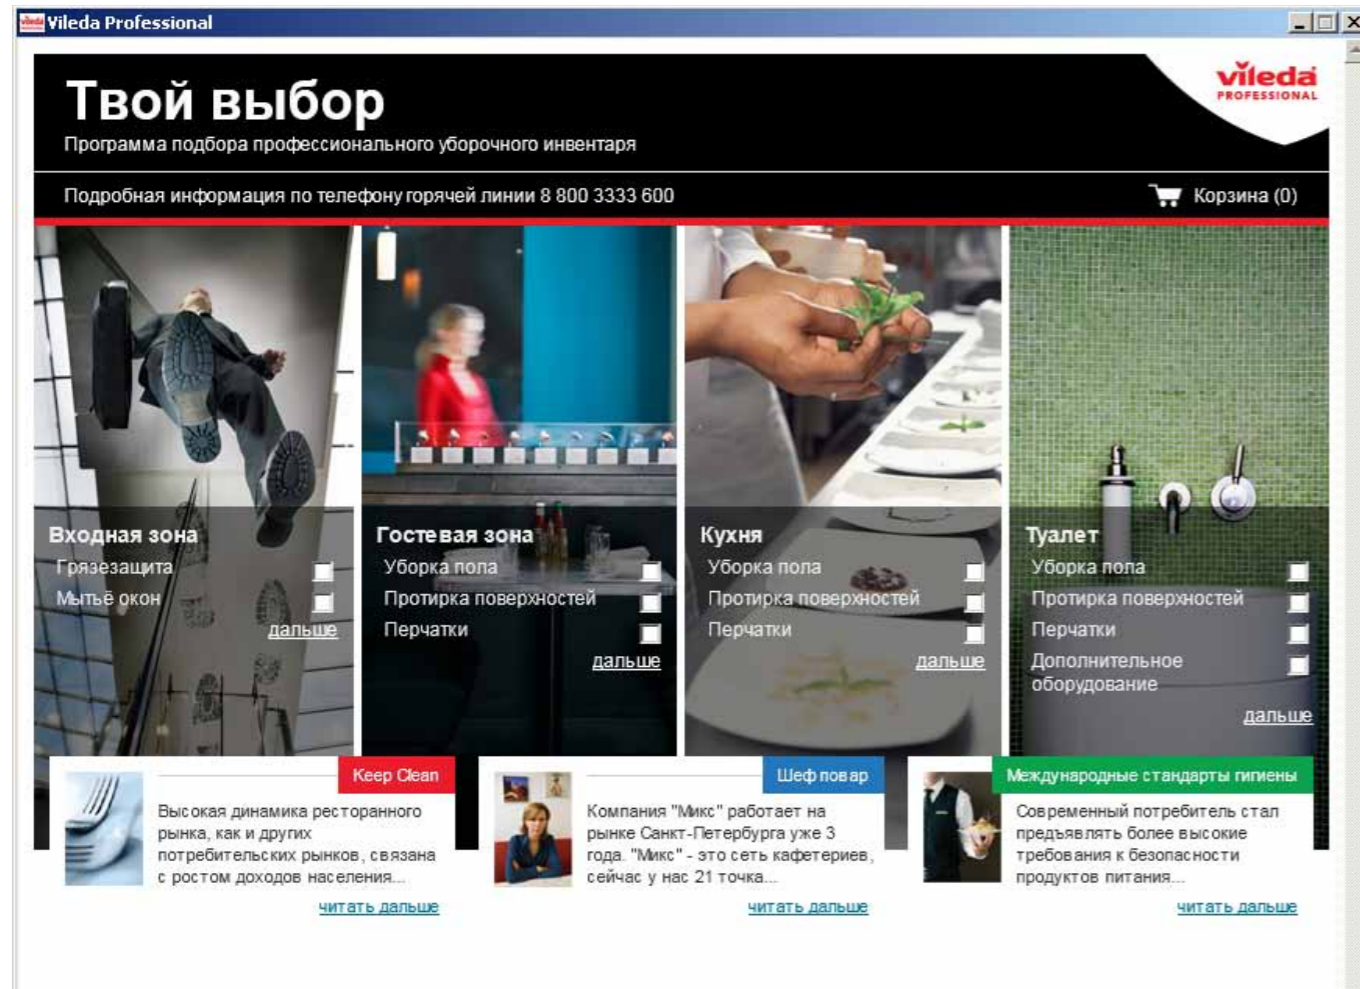 Vileda Professional
Твой выбор
vileda
PROFESSIONAL
Программа подбора профессионального уборочного инвентаря
Подробная информация по телефону горячей линии 8 800 3333 600
Корзина (0)
Входная зона
Грязезащита
Мытьё окон
дальше
Гостевая зона
Уборка пола
Протирка поверхностей
Перчатки
дальше
Кухня
Уборка пола
Протирка поверхностей
Перчатки
дальше
Туалет
Уборка пола
Протирка поверхностей
Перчатки
Дополнительное
оборудование
дальше
Keep Clean
Высокая динамика ресторанного
рынка, как и других
потребительских рынков, связана
с ростом доходов населения...
читать дальше
Шеф повар
Компания "Микс" работает на
рынке Санкт-Петербурга уже 3
года. "Микс" - это сеть кафетериев,
сейчас у нас 21 точка...
читать дальше
Международные стандарты гигиены
Современный потребитель стал
предъявлять более высокие
требования к безопасности
продуктов питания...
читать дальше